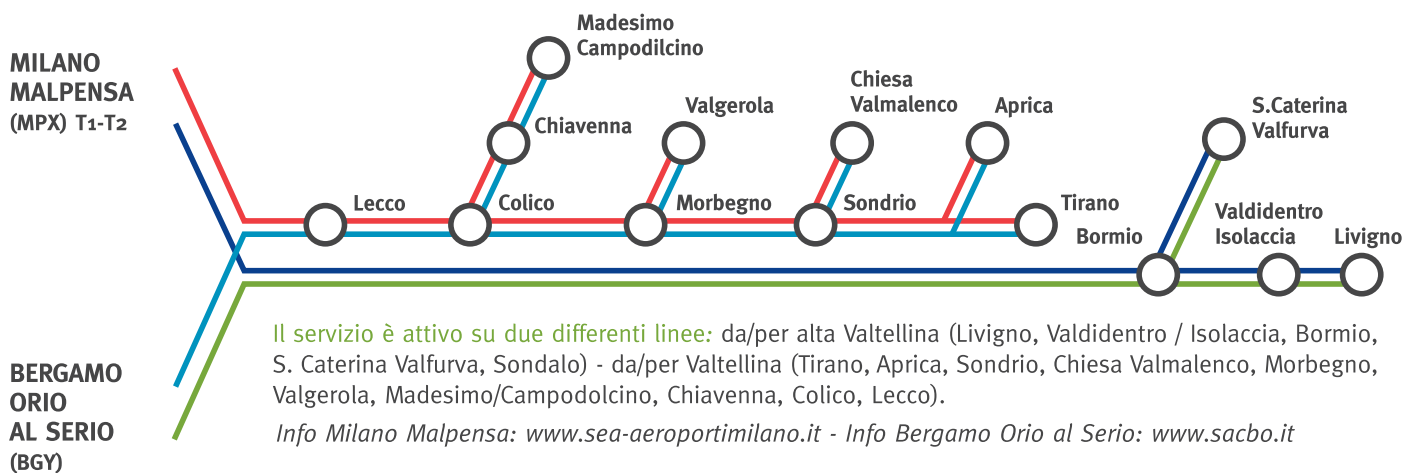 MILANO
MALPENSA
(MPX) T1-T2
Madesimo
Campodilcino
Chiavenna
Valgerola
Chiesa
Valmalenco
Aprica
S.Caterina
Valfurva
Lecco
Colico
Morbegno
Sondrio
Tirano
Bormio
Valdidentro
Isolaccia
Livigno
BERGAMO
ORIO
AL SERIO
(BGY)
Il servizio è attivo su due differenti linee: da/per alta Valtellina (Livigno, Valdidentro / Isolaccia, Bormio,
S. Caterina Valfurva, Sondalo) - da/per Valtellina (Tirano, Aprica, Sondrio, Chiesa Valmalenco, Morbegno,
Valgerola, Madesimo/Campodolcino, Chiavenna, Colico, Lecco).
Info Milano Malpensa: www.sea-aeroportimilano.it - Info Bergamo Orio al Serio: www.sacbo.it